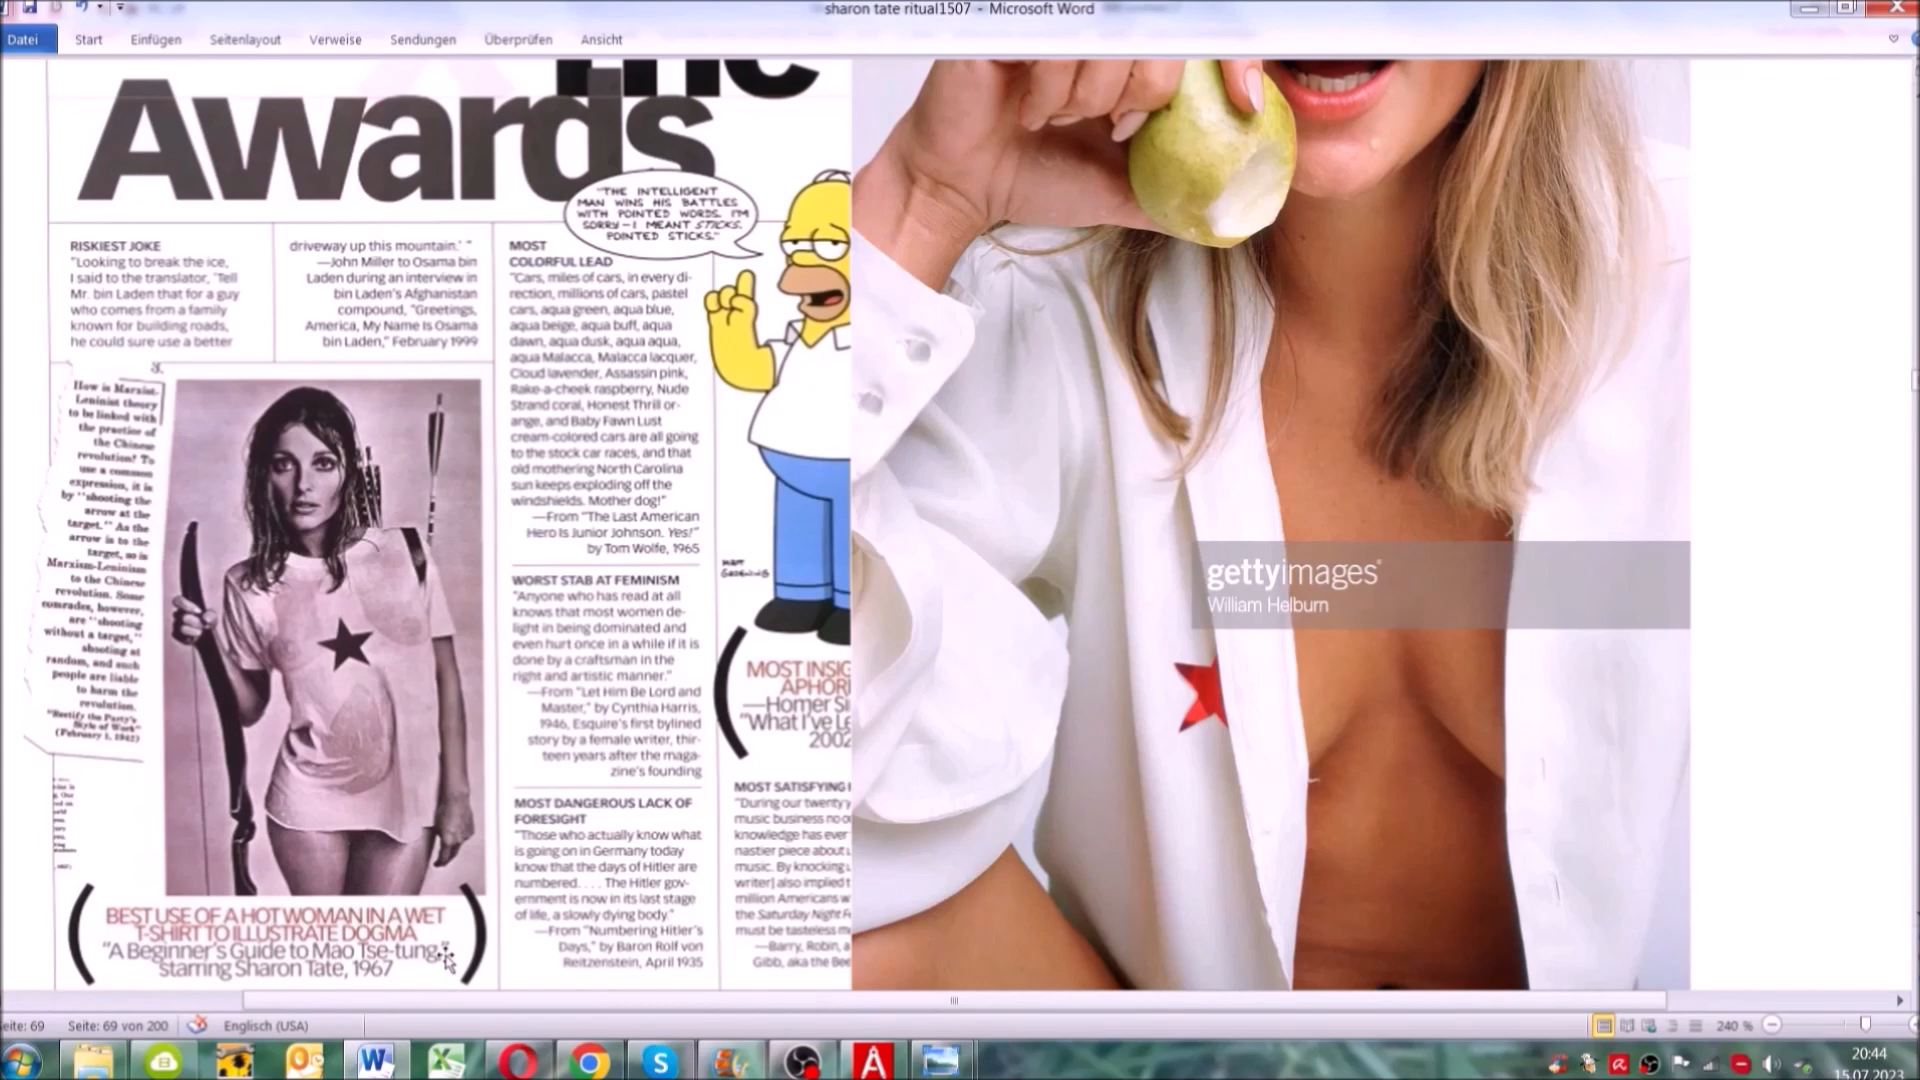 sharon tate ritual1507 - Microsoft Word
Datei
Start
Einfügen
Seitenlayout
Verweise
Sendungen
Überprüfen
Ansicht
The
Awards
RISKIEST JOKE
"Looking to break the ice,
I said to the translator, 'Tell
Mr. bin Laden that for a guy
who comes from a family
known for building roads,
he could sure use a better
driveway up this mountain.' "
—John Miller to Osama bin
Laden during an interview in
bin Laden's Afghanistan
compound, "Greetings,
America, My Name Is Osama
bin Laden," February 1999
How is Marxist-
Leninist theory
to be linked with
the practice of
the Chinese
revolution? To
use a common
expression, it is
by "shooting the
arrow at the
target." As the
arrow is to the
target, so is
Marxism-Leninism
to the Chinese
revolution. Some
comrades, however,
are "shooting
without a target,"
shooting at
random, and such
people are liable
to harm the
revolution.
"Rectify the Party's
Style of Work"
(February 1, 1942)
BEST USE OF A HOT WOMAN IN A WET
T-SHIRT TO ILLUSTRATE DOGMA
"A Beginner's Guide to Mao Tse-tung,"
starring Sharon Tate, 1967
MOST
COLORFUL LEAD
"Cars, miles of cars, in every di-
rection, millions of cars, pastel
cars, aqua green, aqua blue,
aqua beige, aqua buff, aqua
dawn, aqua dusk, aqua aqua,
aqua Malacca, Malacca lacquer,
Cloud lavender, Assassin pink,
Rake-a-cheek raspberry, Nude
Strand coral, Honest Thrill or-
ange, and Baby Fawn Lust
cream-colored cars are all going
to the stock car races, and that
old mothering North Carolina
sun keeps exploding off the
windshields. Mother dog!"
—From "The Last American
Hero Is Junior Johnson. Yes!"
by Tom Wolfe, 1965
WORST STAB AT FEMINISM
"Anyone who has read at all
knows that most women de-
light in being dominated and
even hurt once in a while if it is
done by a craftsman in the
right and artistic manner."
—From "Let Him Be Lord and
Master," by Cynthia Harris,
1946, Esquire's first bylined
story by a female writer, thir-
teen years after the maga-
zine's founding
MOST DANGEROUS LACK OF
FORESIGHT
"Those who actually know what
is going on in Germany today
know that the days of Hitler are
numbered. . . . The Hitler gov-
ernment is now in its last stage
of life, a slowly dying body."
—From "Numbering Hitler's
Days," by Baron Rolf von
Reitzenstein, April 1935
"THE INTELLIGENT
MAN WINS HIS BATTLES
WITH POINTED WORDS. I'M
SORRY—I MEANT STICKS.
POINTED STICKS."
MATT
GROENING
MOST INSIG
APHORI
—Homer Si
"What I've Le
2002
MOST SATISFYING
"During our twenty y
music business no o
knowledge has ever
nastier piece about
music. By knocking
writer] also implied t
million Americans w
the Saturday Night F
must be tasteless m
—Barry, Robin, a
Gibb, aka the Bee
gettyimages
William Helburn
eite: 69
Seite: 69 von 200
Englisch (USA)
240 %
20:44
15.07.2023